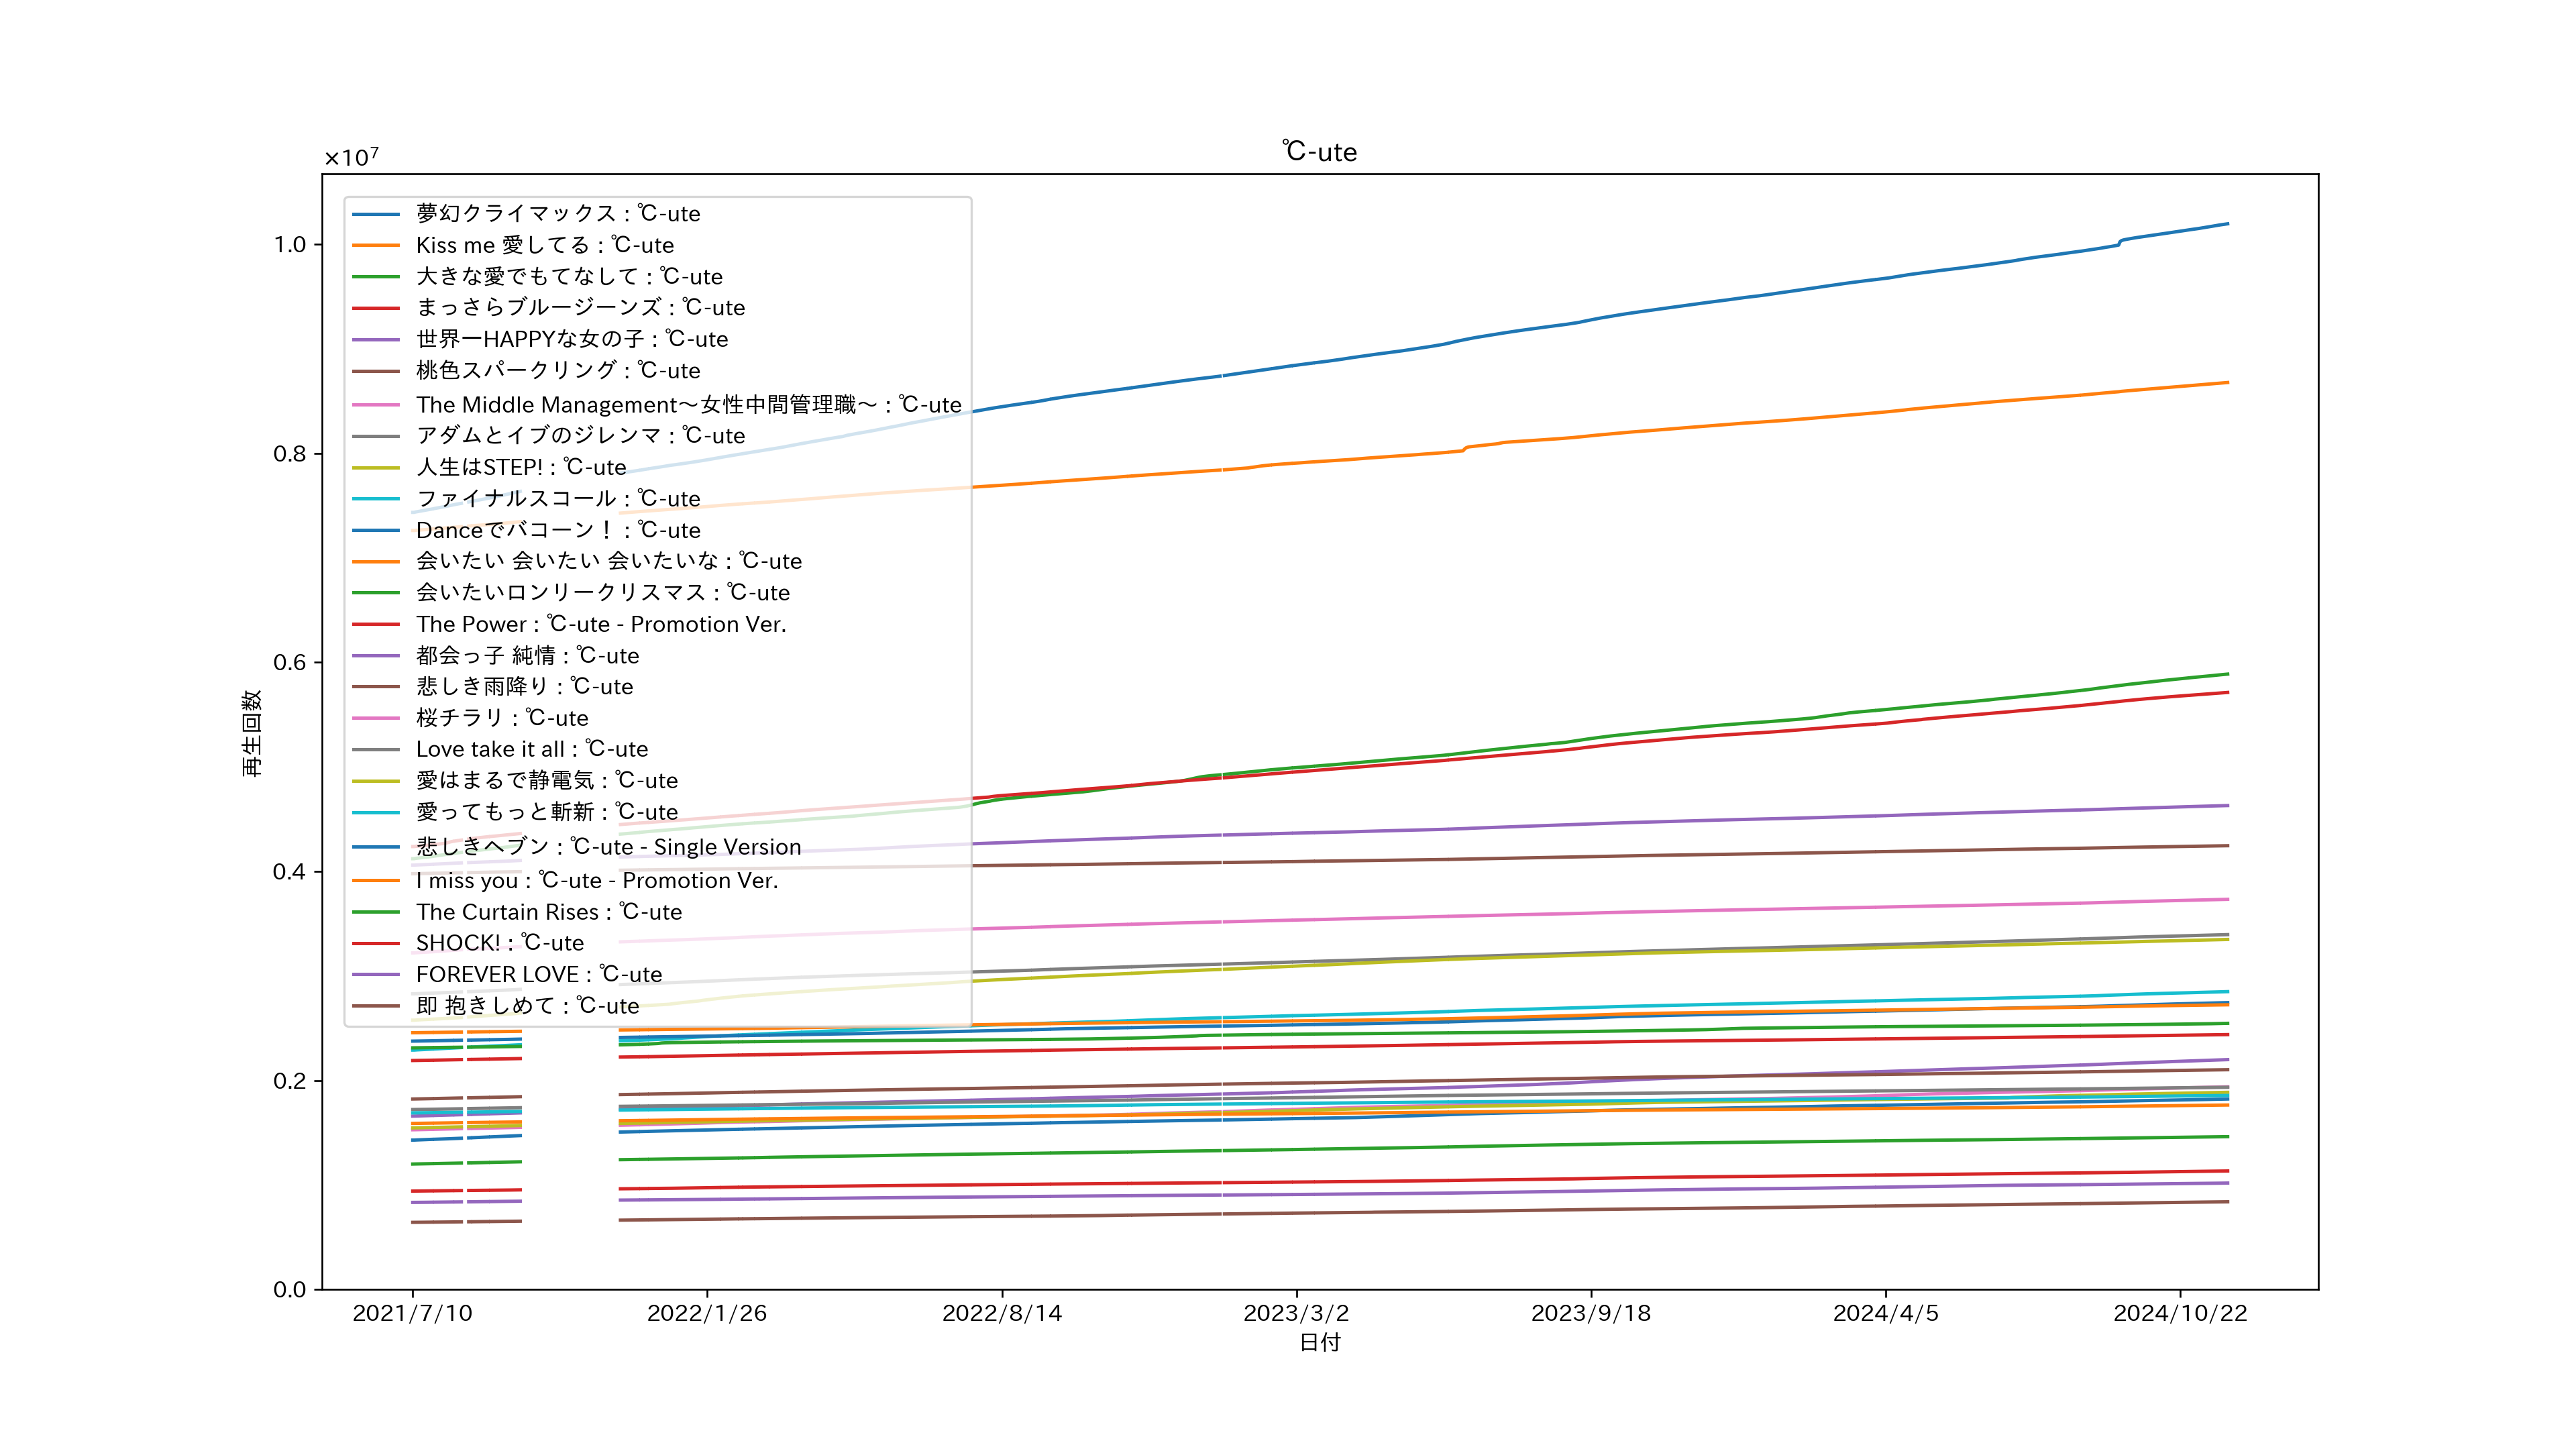 ℃-ute
×10⁷
夢幻クライマックス : ℃-ute
Kiss me 愛してる : ℃-ute
大きな愛でもてなして : ℃-ute
まっさらブルージーンズ : ℃-ute
世界一HAPPYな女の子 : ℃-ute
桃色スパークリング : ℃-ute
The Middle Management～女性中間管理職～ : ℃-ute
アダムとイブのジレンマ : ℃-ute
人生はSTEP! : ℃-ute
ファイナルスコール : ℃-ute
Danceでバコーン！ : ℃-ute
会いたい 会いたい 会いたいな : ℃-ute
会いたいロンリークリスマス : ℃-ute
The Power : ℃-ute - Promotion Ver.
都会っ子 純情 : ℃-ute
悲しき雨降り : ℃-ute
桜チラリ : ℃-ute
Love take it all : ℃-ute
愛はまるで静電気 : ℃-ute
愛ってもっと斬新 : ℃-ute
悲しきヘブン : ℃-ute - Single Version
I miss you : ℃-ute - Promotion Ver.
The Curtain Rises : ℃-ute
SHOCK! : ℃-ute
FOREVER LOVE : ℃-ute
即 抱きしめて : ℃-ute
1.0
0.8
0.6
0.4
0.2
0.0
再生回数
2021/7/10 2022/1/26 2022/8/14 2023/3/2 2023/9/18 2024/4/5 2024/10/22
日付